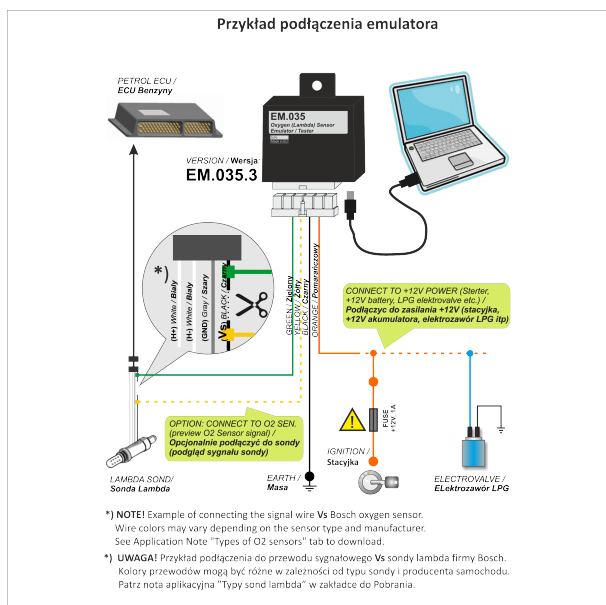 Przykład podłączenia emulatora
PETROL ECU /
ECU Benzyny
EM.035
Oxygen (Lambda) Sensor
Emulator / Tester
VERSION / Wersja:
EM.035.3
*)
(H+) White / Biały
(H-) White / Biały
(GND) Gray / Szary
(VS) BLACK / Czarny
GREEN / Zielony
YELLOW / Żółty
BLACK / Czarny
ORANGE / Pomarańczowy
CONNECT TO +12V POWER (Sterter,
+12V battery, LPG elektrovalve etc.) /
Podłączyc do zasilania +12V (stacyjka,
+12V akumulatora, elektrozawór LPG itp)
OPTION: CONNECT TO O2 SEN.
(preview O2 Sensor signal) /
Opcjonalnie podłączyć do sondy
(podgląd sygnału sondy)
FUSE
+12V. 1A
IGNITION /
Stacyjka
LAMBDA SOND/
Sonda Lambda
EARTH /
Masa
ELECTROVALVE /
ELektrozawór LPG
*) NOTE! Example of connecting the signal wire Vs Bosch oxygen sensor.
Wire colors may vary depending on the sensor type and manufacturer.
See Application Note "Types of O2 sensors" tab to download.
*) UWAGA! Przykład podłączenia do przewodu sygnałowego Vs sondy lambda firmy Bosch.
Kolory przewodów mogą być różne w zależności od typu sondy i producenta samochodu.
Patrz nota aplikacyjna "Typy sond lambda" w zakładce do Pobrania.